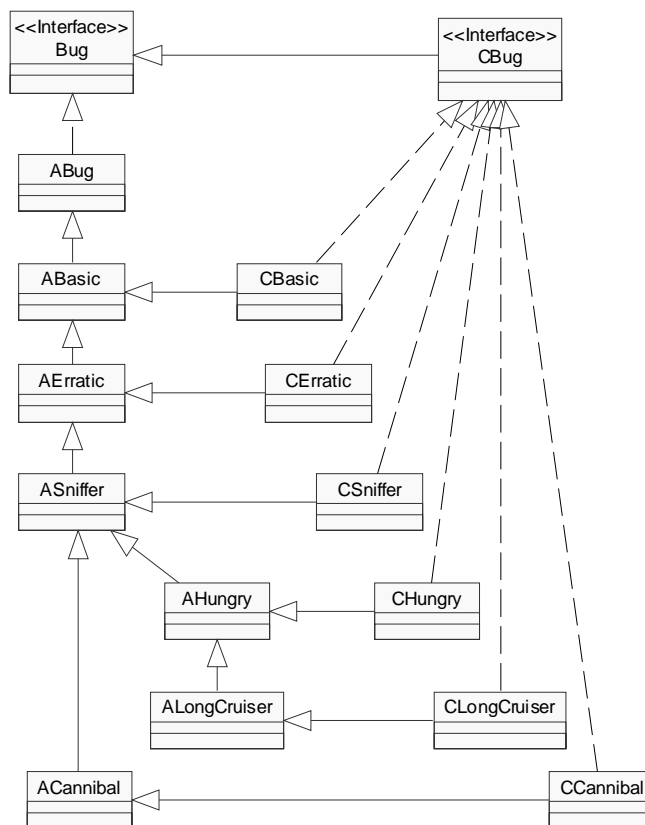 <<Interface>>
Bug
<<Interface>>
CBug
ABug
ABasic
CBasic
AErratic
CErratic
ASniffer
CSniffer
AHungry
CHungry
ALongCruiser
CLongCruiser
ACannibal
CCannibal